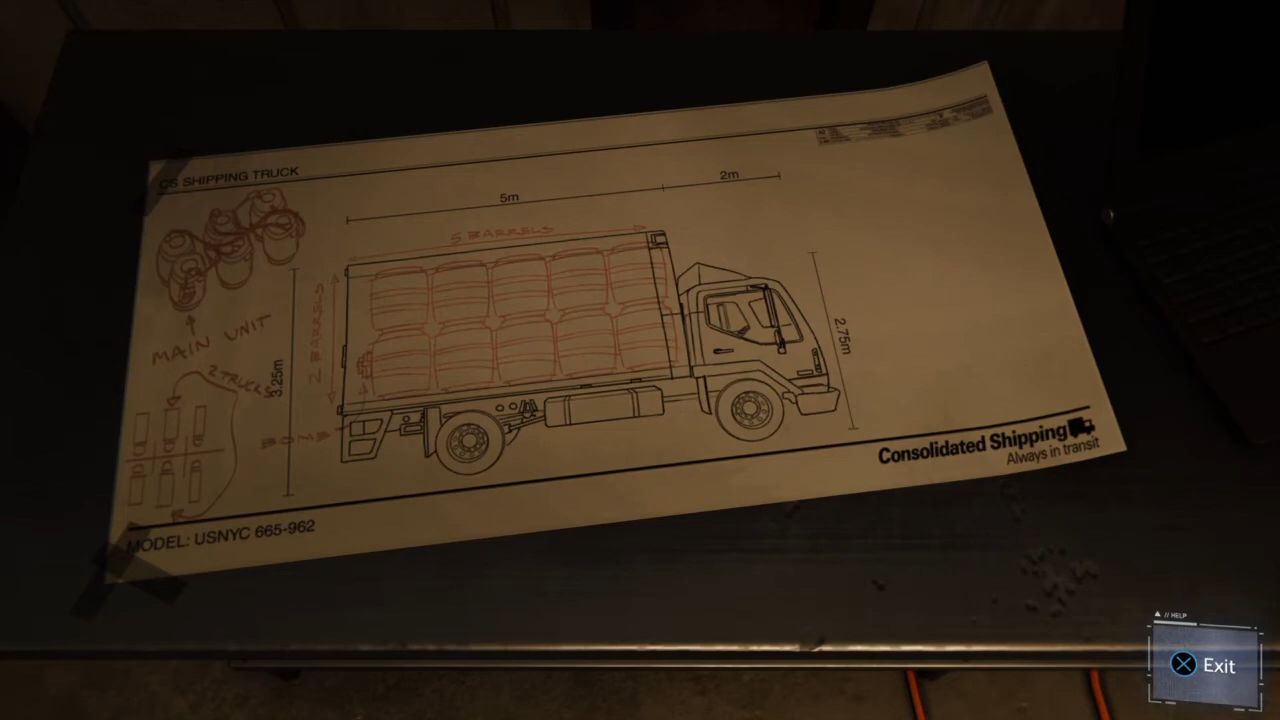 CS SHIPPING TRUCK
5m
2m
5 BARRELS
2 BARRELS
3.25m
2.75m
MAIN UNIT
2 TRUCKS
BOMB
Consolidated Shipping
Always in transit
MODEL: USNYC 665-962
// HELP
Exit